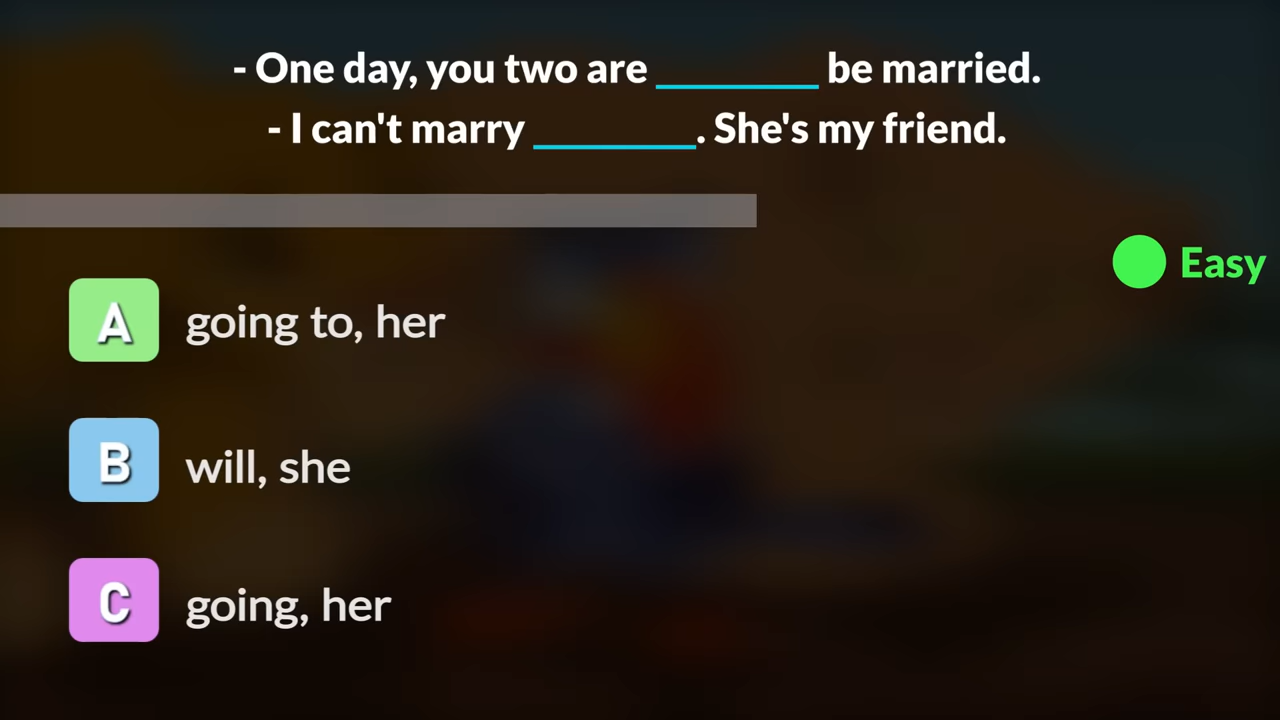 - One day, you two are ________ be married.
- I can't marry ________. She's my friend.
Easy
A going to, her
B will, she
C going, her